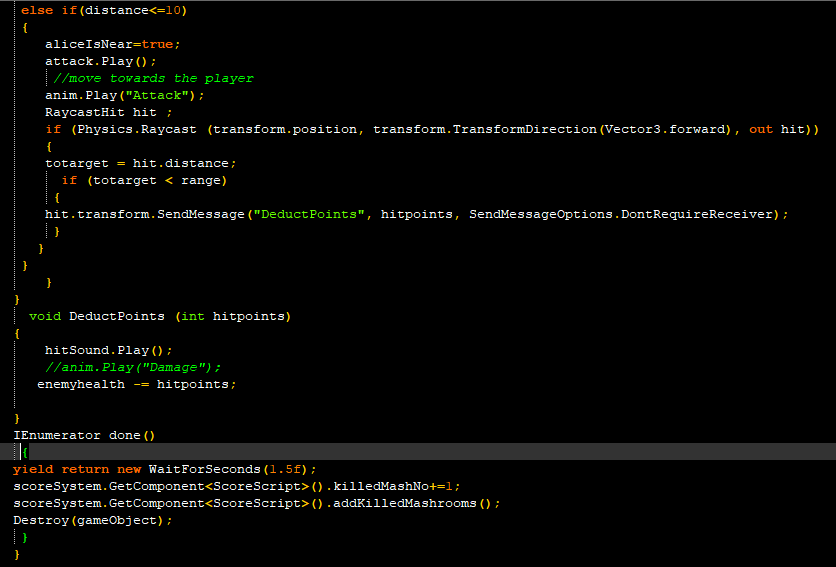 else if(distance<=10)
{
aliceIsNear=true;
attack.Play();
//move towards the player
anim.Play("Attack");
RaycastHit hit ;
if (Physics.Raycast (transform.position, transform.TransformDirection(Vector3.forward), out hit))
{
totarget = hit.distance;
if (totarget < range)
{
hit.transform.SendMessage("DeductPoints", hitpoints, SendMessageOptions.DontRequireReceiver);
}
}
}
}
}
void DeductPoints (int hitpoints)
{
hitSound.Play();
//anim.Play("Damage");
enemyhealth -= hitpoints;
}
IEnumerator done()
{
yield return new WaitForSeconds(1.5f);
scoreSystem.GetComponent<ScoreScript>().killedMashNo+=1;
scoreSystem.GetComponent<ScoreScript>().addKilledMashrooms();
Destroy(gameObject);
}
}